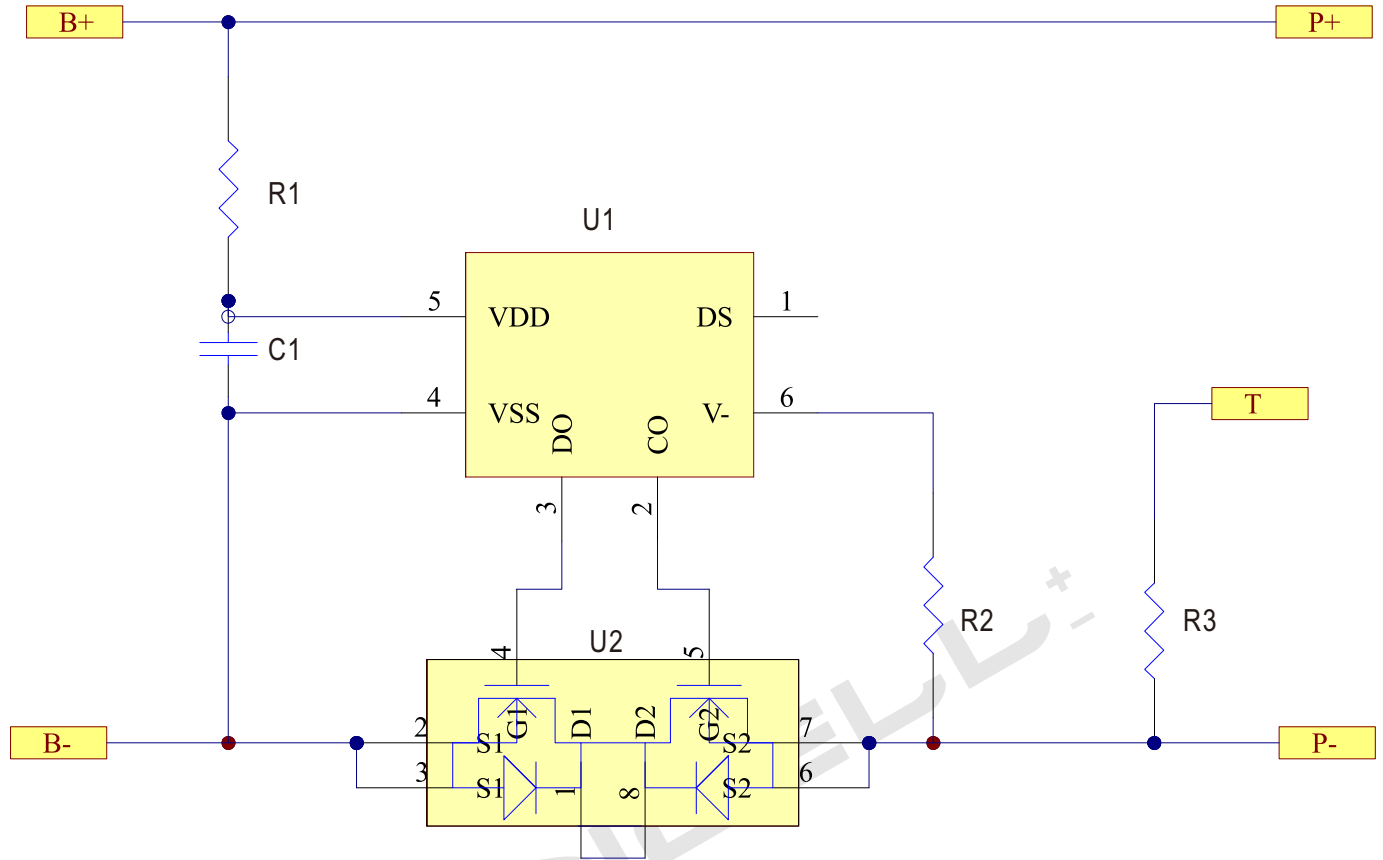 B+
P+
R1
U1
5
VDD
DS
1
C1
4
VSS
DO
CO
V-
6
T
3
2
R2
R3
4
U2
5
G1
D1
D2
G2
2
S1
S2
7
B-
P-
3
S1
1
8
S2
6